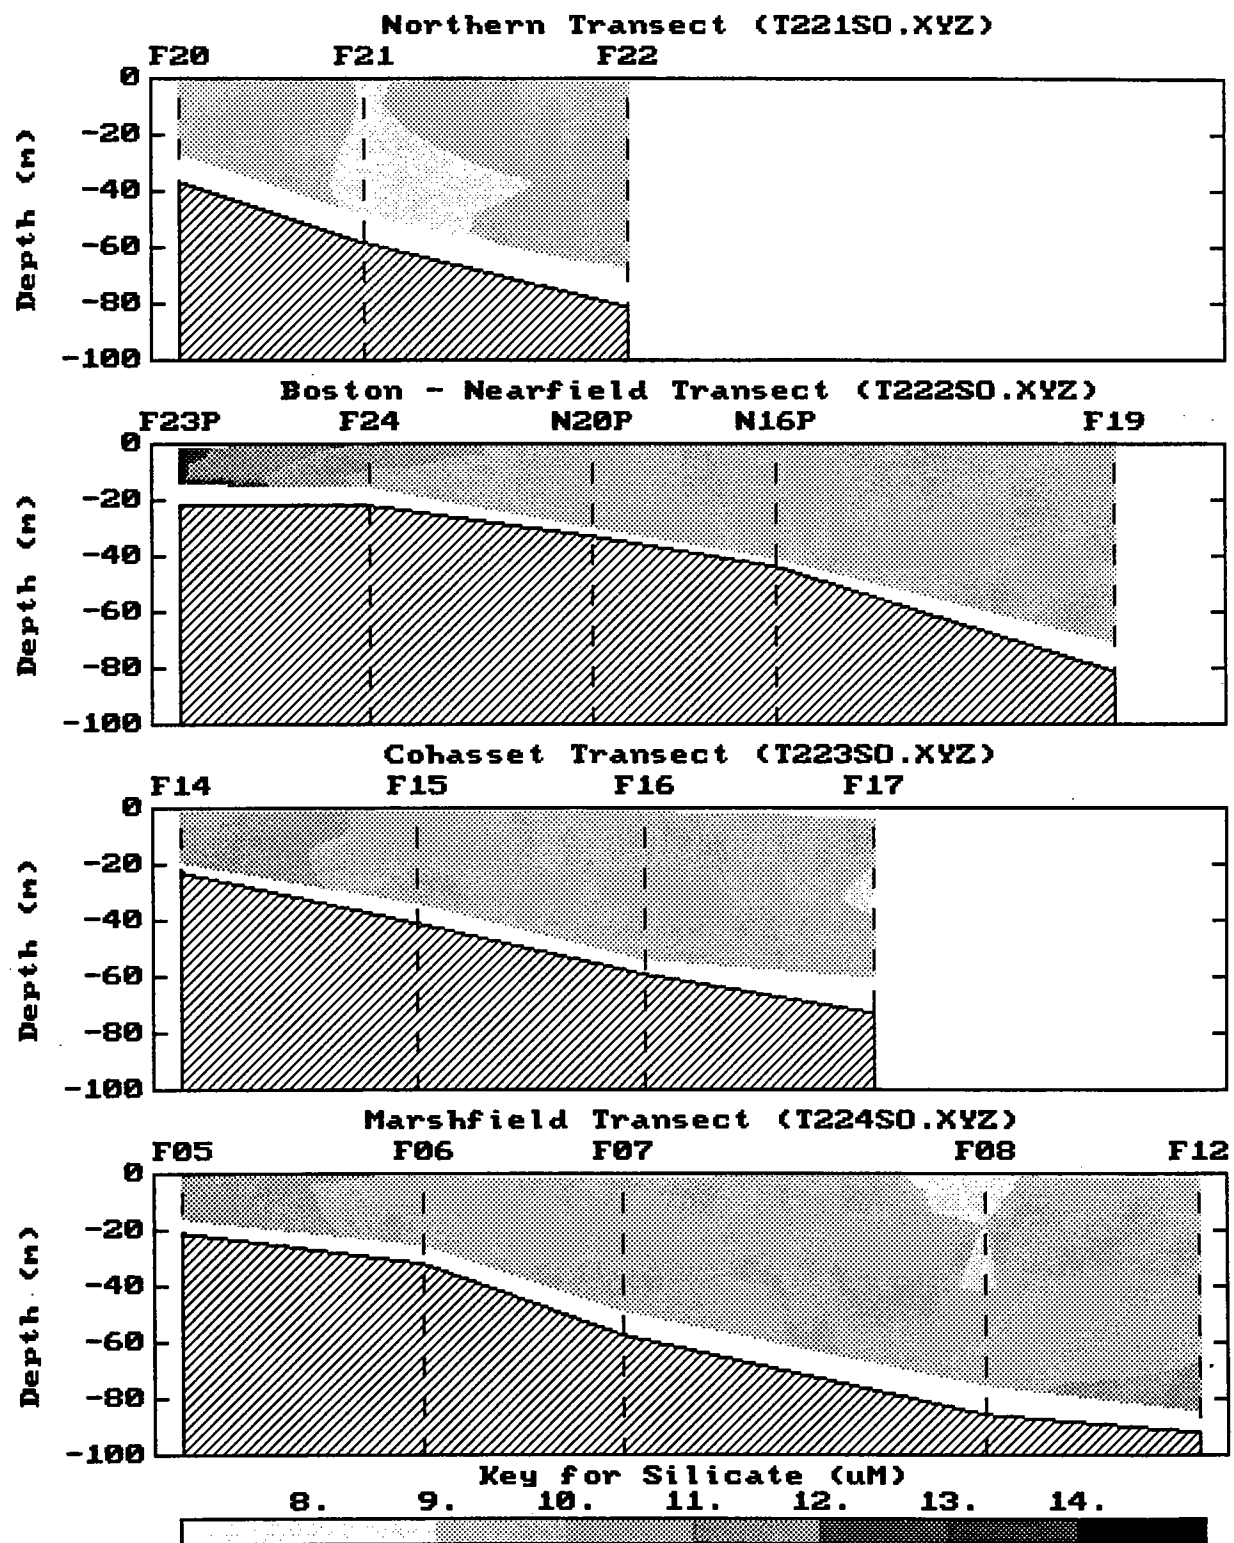 Northern Transect (T221SO.XYZ)
F20 F21 F22
0
-20
-40
-60
-80
-100
Depth (m)
Boston - Nearfield Transect (T222SO.XYZ)
F23P F24 N20P N16P F19
0
-20
-40
-60
-80
-100
Depth (m)
Cohasset Transect (T223SO.XYZ)
F14 F15 F16 F17
0
-20
-40
-60
-80
-100
Depth (m)
Marshfield Transect (T224SO.XYZ)
F05 F06 F07 F08 F12
0
-20
-40
-60
-80
-100
Depth (m)
Key for Silicate (uM)
8. 9. 10. 11. 12. 13. 14.